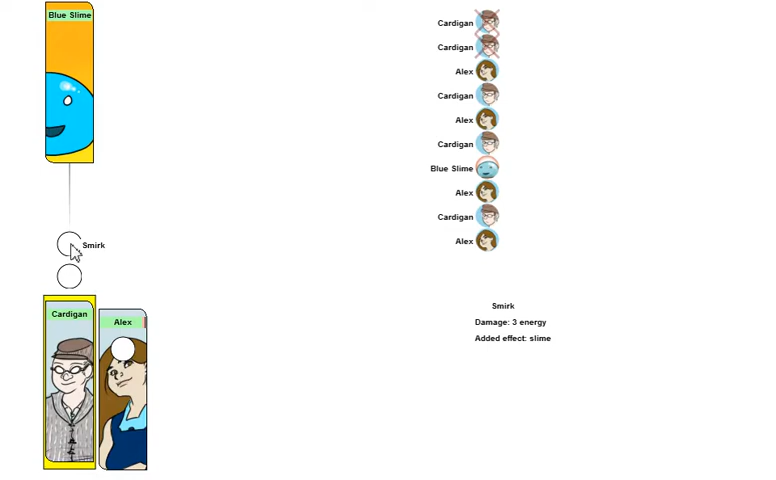 Blue Slime
Cardigan
Cardigan
Alex
Cardigan
Alex
Cardigan
Blue Slime
Alex
Cardigan
Alex
Smirk
Cardigan
Alex
Smirk
Damage: 3 energy
Added effect: slime